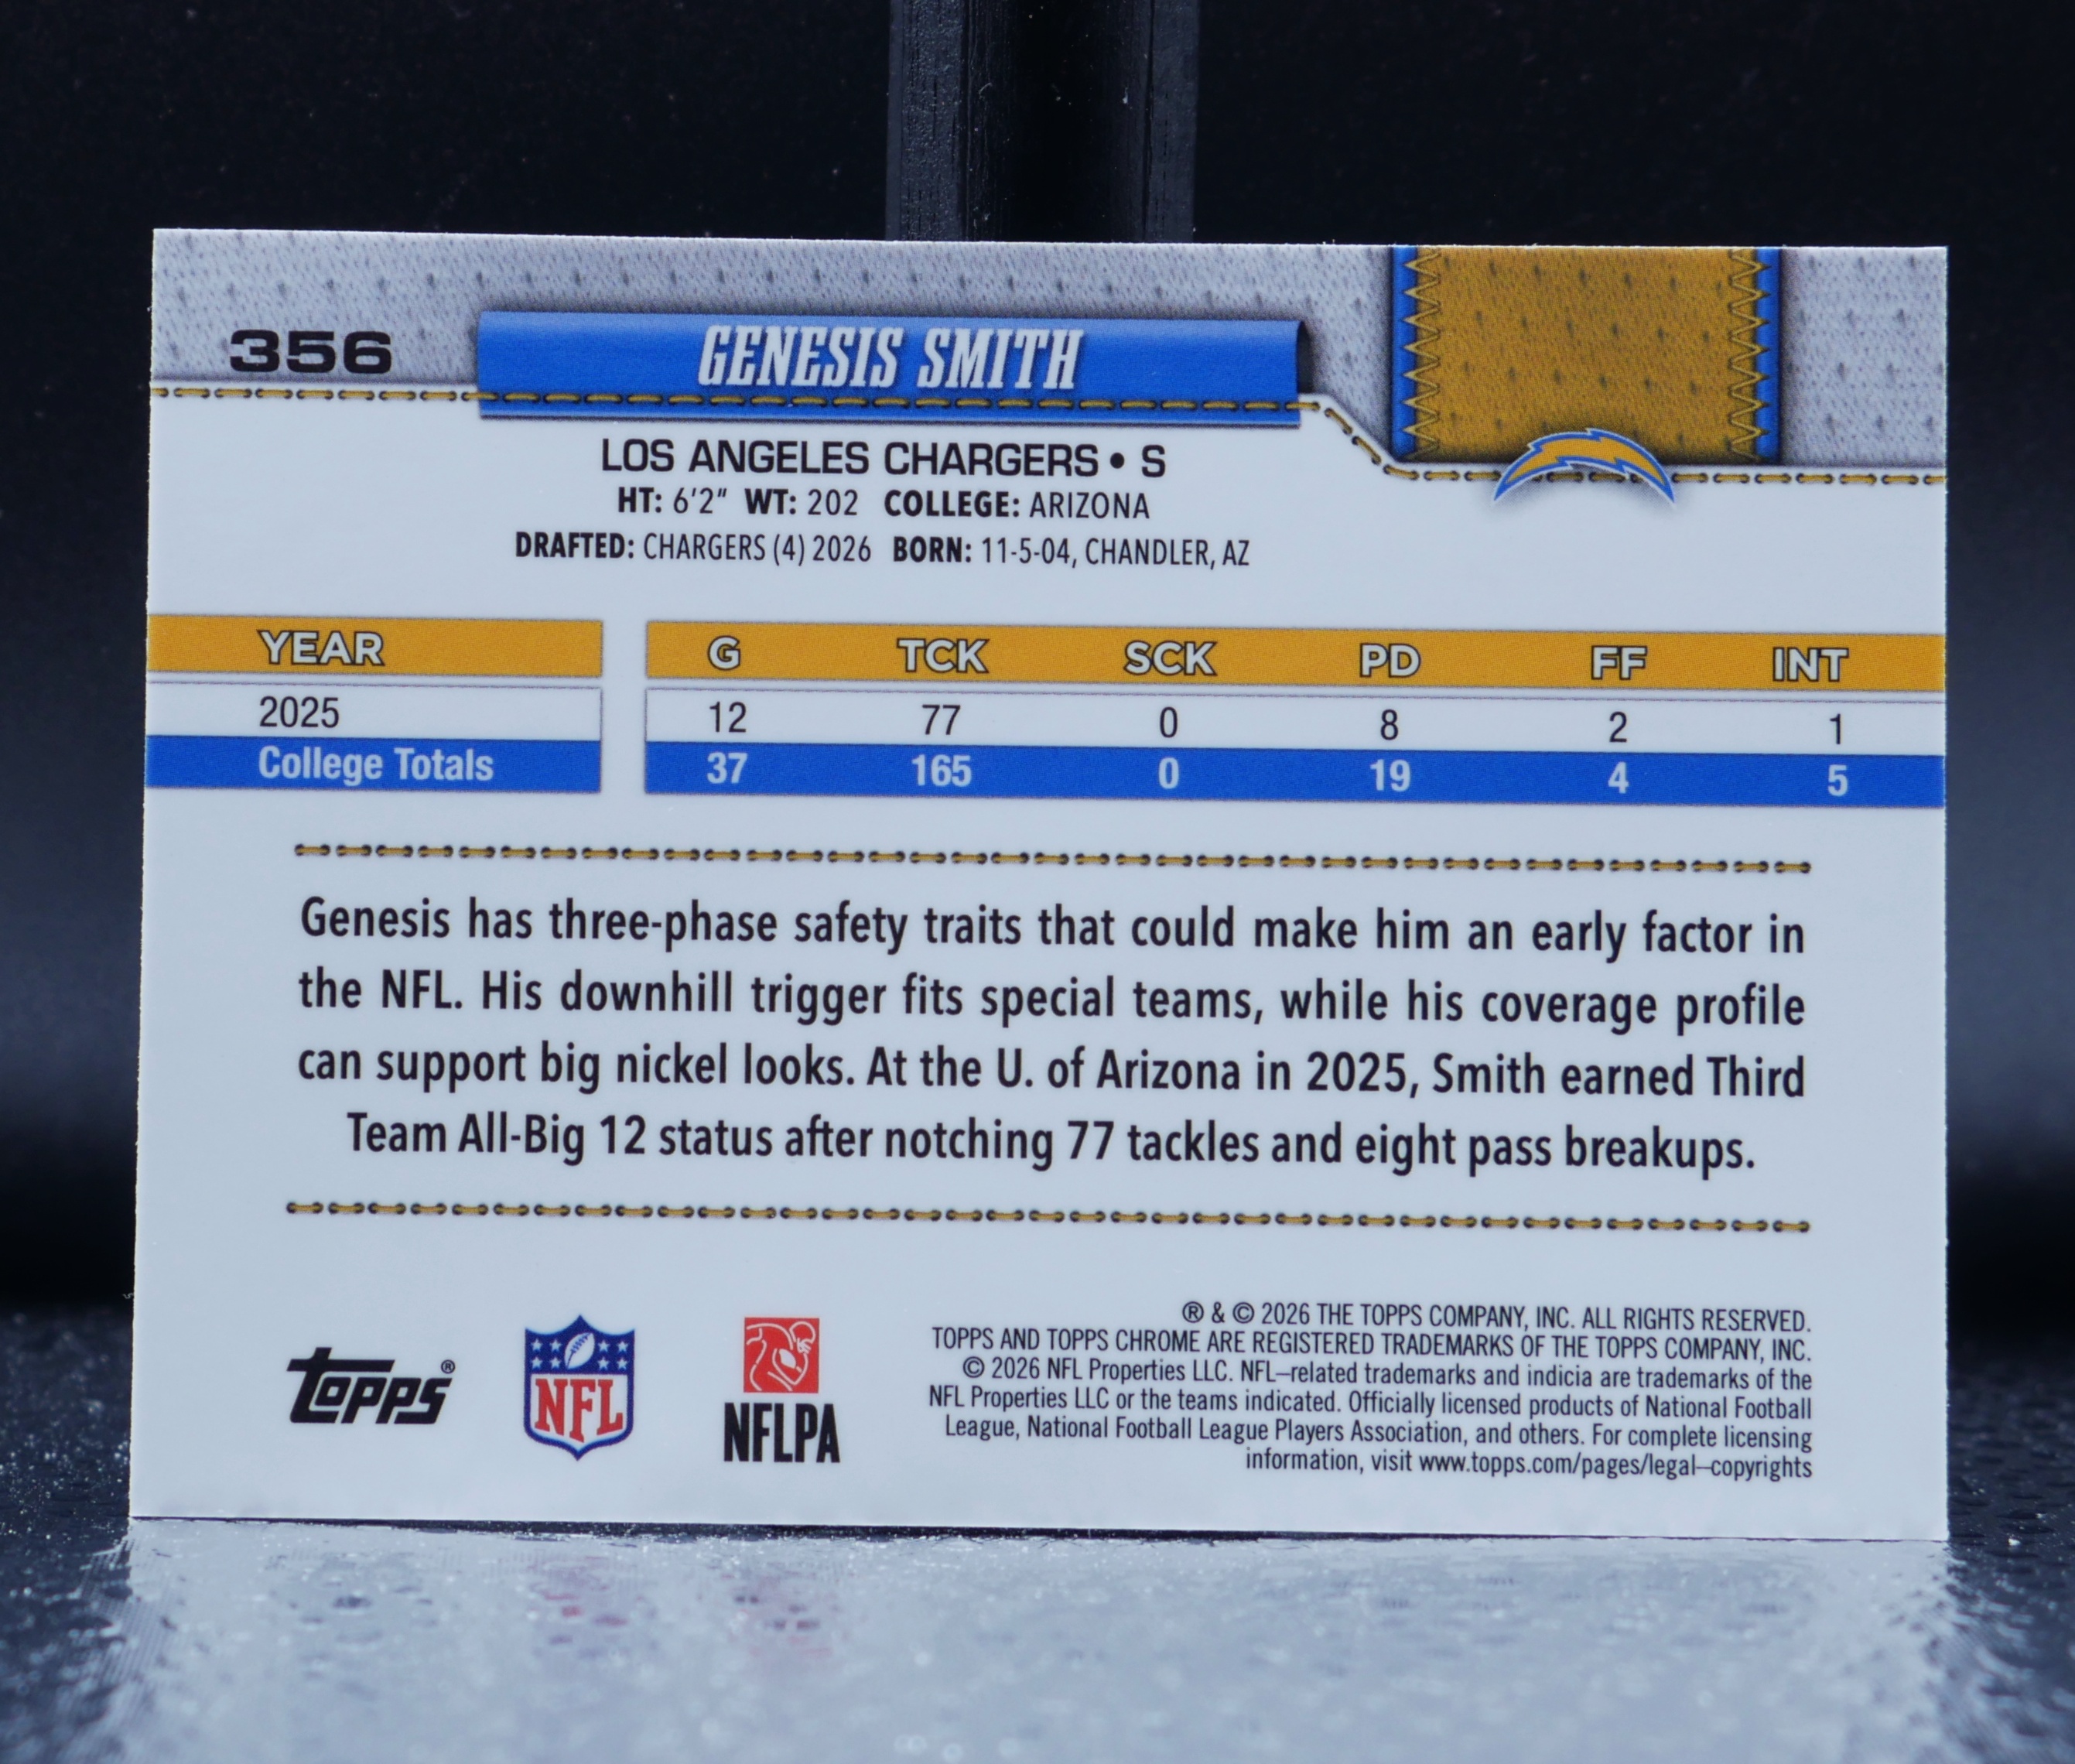 356
GENESIS SMITH
LOS ANGELES CHARGERS • S
HT: 6'2" WT: 202 COLLEGE: ARIZONA
DRAFTED: CHARGERS (4) 2026 BORN: 11-5-04, CHANDLER, AZ
YEAR G TCK SCK PD FF INT
2025 12 77 0 8 2 1
College Totals 37 165 0 19 4 5
Genesis has three-phase safety traits that could make him an early factor in
the NFL. His downhill trigger fits special teams, while his coverage profile
can support big nickel looks. At the U. of Arizona in 2025, Smith earned Third
Team All-Big 12 status after notching 77 tackles and eight pass breakups.
topps®
NFL
NFLPA
® & © 2026 THE TOPPS COMPANY, INC. ALL RIGHTS RESERVED.
TOPPS AND TOPPS CHROME ARE REGISTERED TRADEMARKS OF THE TOPPS COMPANY, INC.
© 2026 NFL Properties LLC. NFL–related trademarks and indicia are trademarks of the
NFL Properties LLC or the teams indicated. Officially licensed products of National Football
League, National Football League Players Association, and others. For complete licensing
information, visit www.topps.com/pages/legal–copyrights